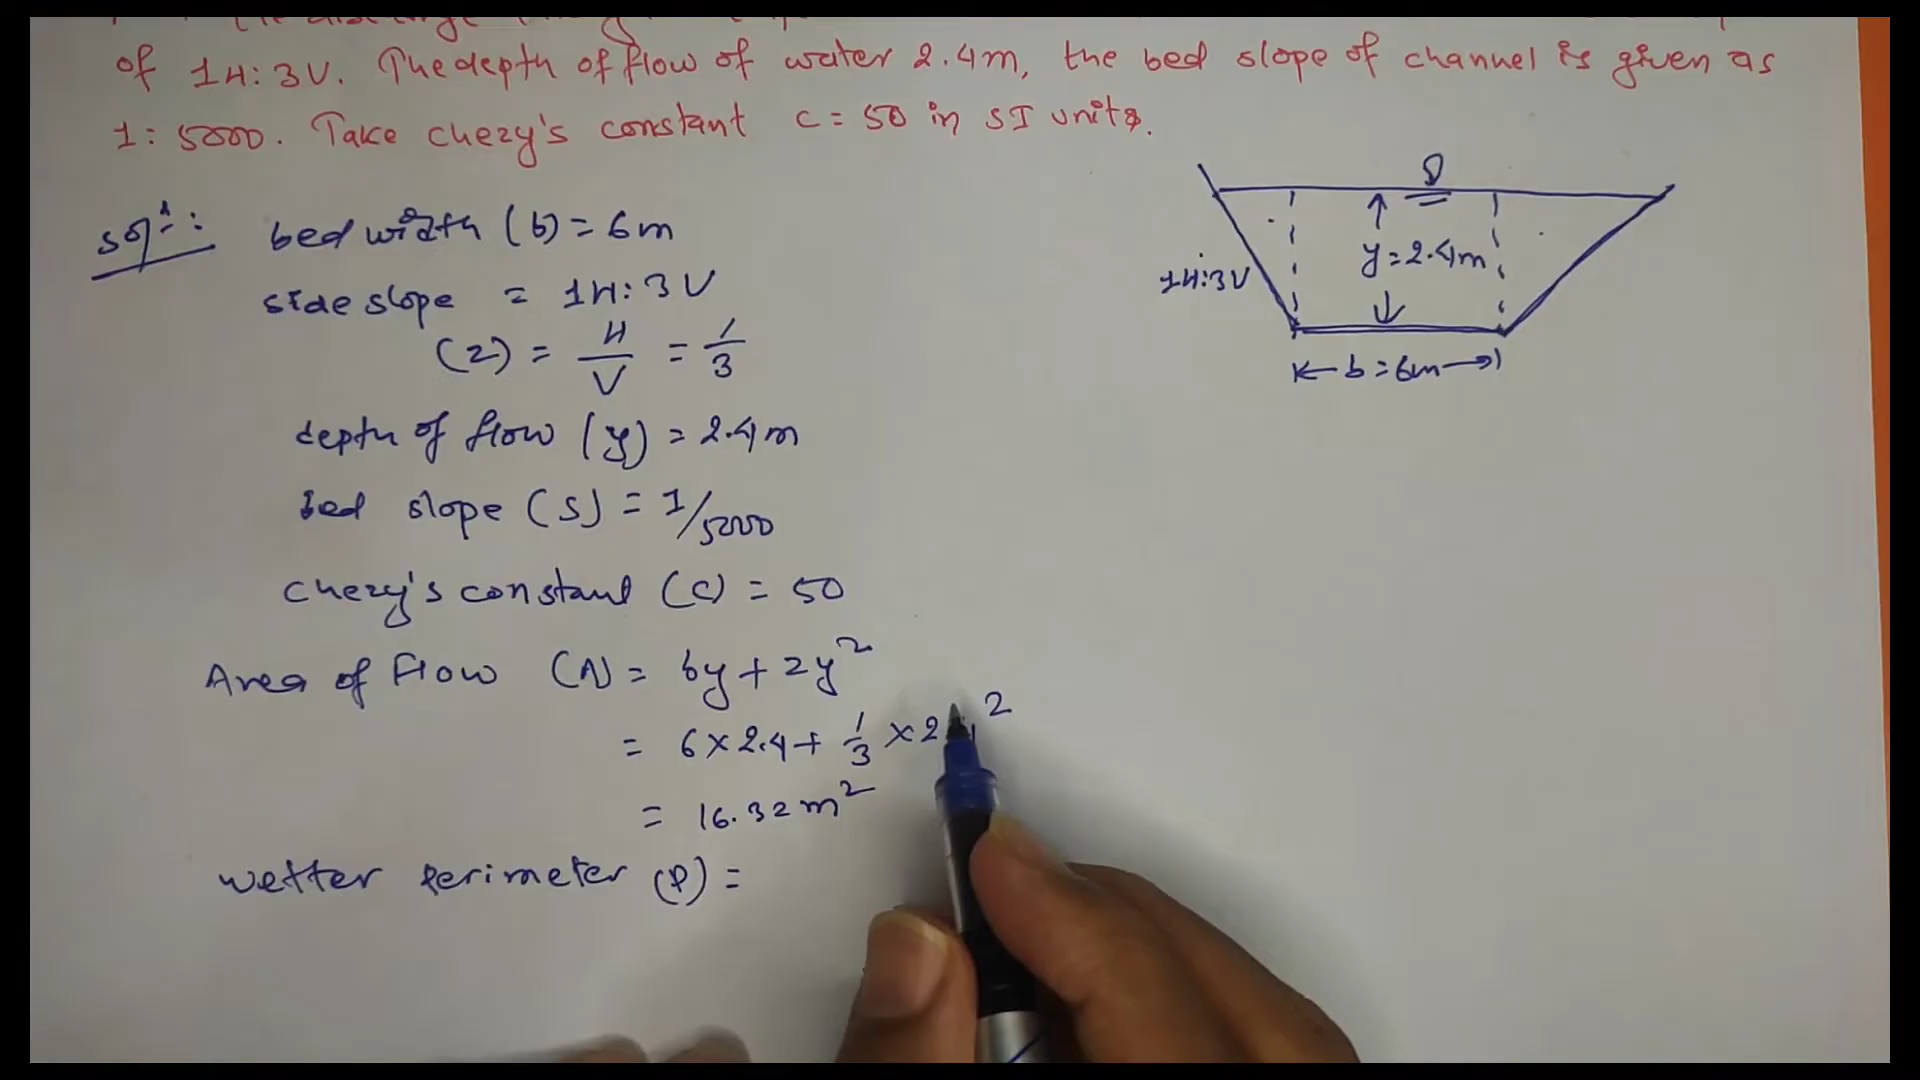 of 1H:3V. The depth of flow of water 2.4m, the bed slope of channel is given as
1:5000. Take chezy's constant c=50 in SI units.
solⁿ: bed width (b) = 6m
side slope = 1H:3V
(z) = H/V = 1/3
depth of flow (y) = 2.4m
bed slope (s) = 1/5000
chezy's constant (c) = 50
Area of Flow (A) = by + zy²
= 6×2.4+ 1/3 ×2 ²
= 16.32 m²
wetter perimeter (P) =
1H:3V
y=2.4m
b=6m